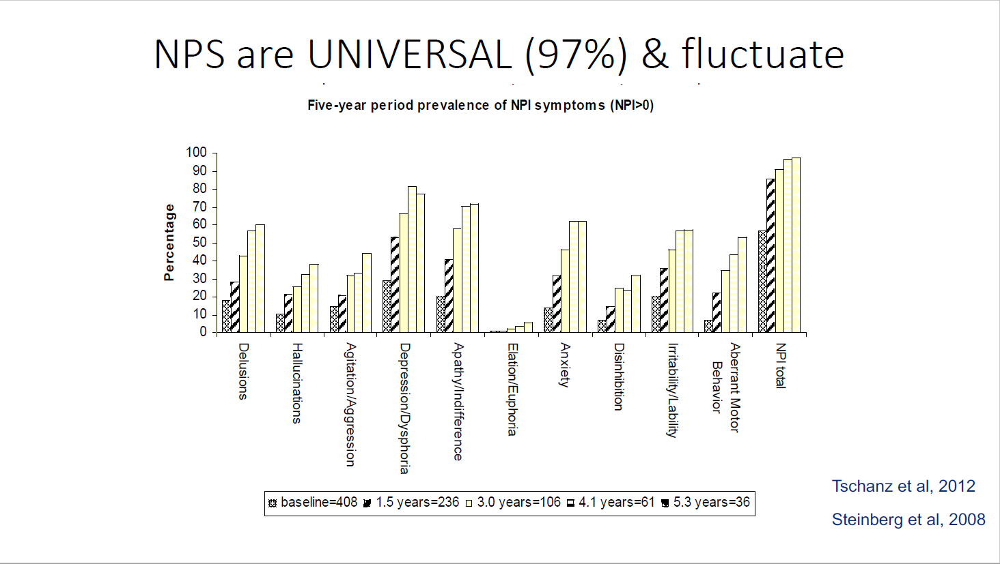 NPS are UNIVERSAL (97%) & fluctuate
Five-year period prevalence of NPI symptoms (NPI>0)
Percentage
100
90
80
70
60
50
40
30
20
10
0
Delusions
Hallucinations
Agitation/Aggression
Depression/Dysphoria
Apathy/Indifference
Elation/Euphoria
Anxiety
Disinhibition
Irritability/Lability
Aberrant Motor
Behavior
NPI total
baseline=408 1.5 years=236 3.0 years=106 4.1 years=61 5.3 years=36
Tschanz et al, 2012
Steinberg et al, 2008